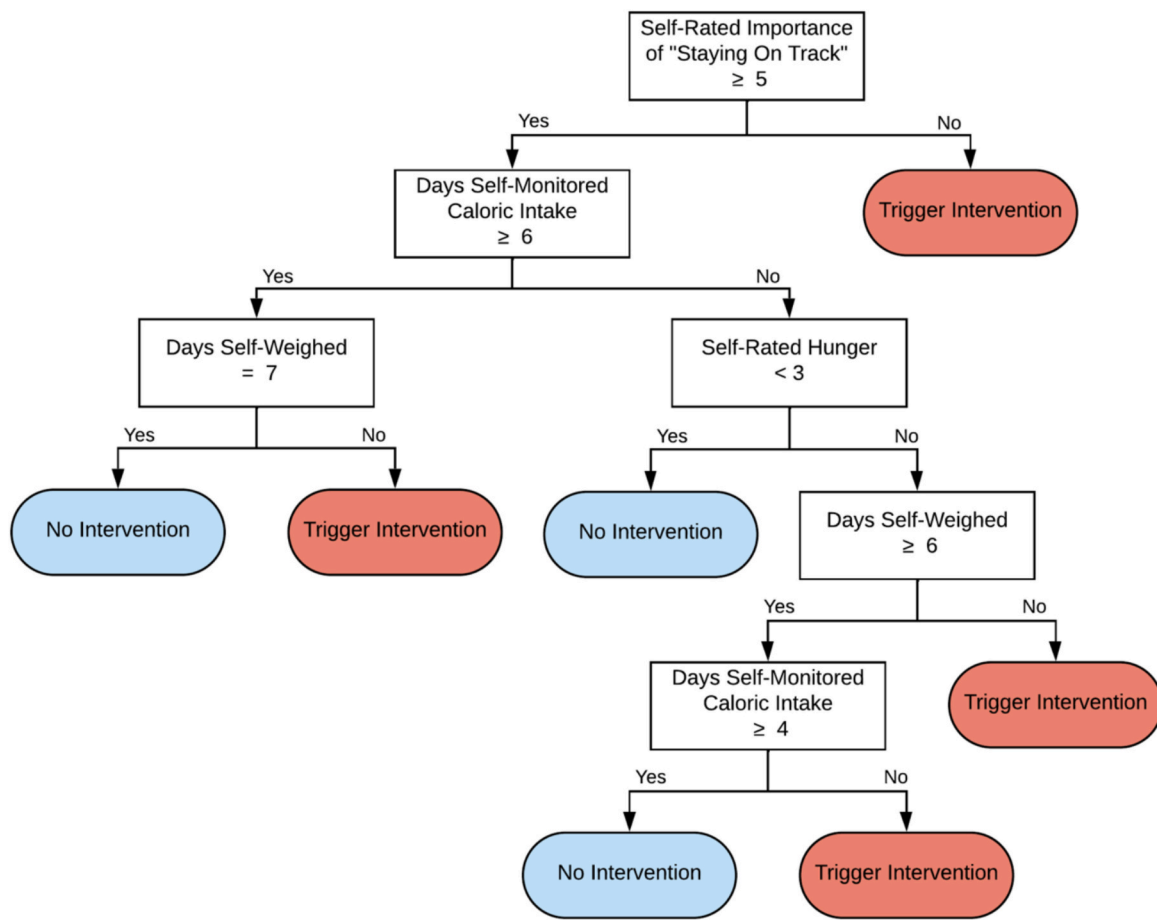 Self-Rated Importance
of "Staying On Track"
≥ 5
Yes
No
Days Self-Monitored
Caloric Intake
≥ 6
Trigger Intervention
Yes
No
Days Self-Weighed
= 7
Self-Rated Hunger
< 3
Yes
No
Yes
No
No Intervention
Trigger Intervention
No Intervention
Days Self-Weighed
≥ 6
Yes
No
Days Self-Monitored
Caloric Intake
≥ 4
Trigger Intervention
Yes
No
No Intervention
Trigger Intervention